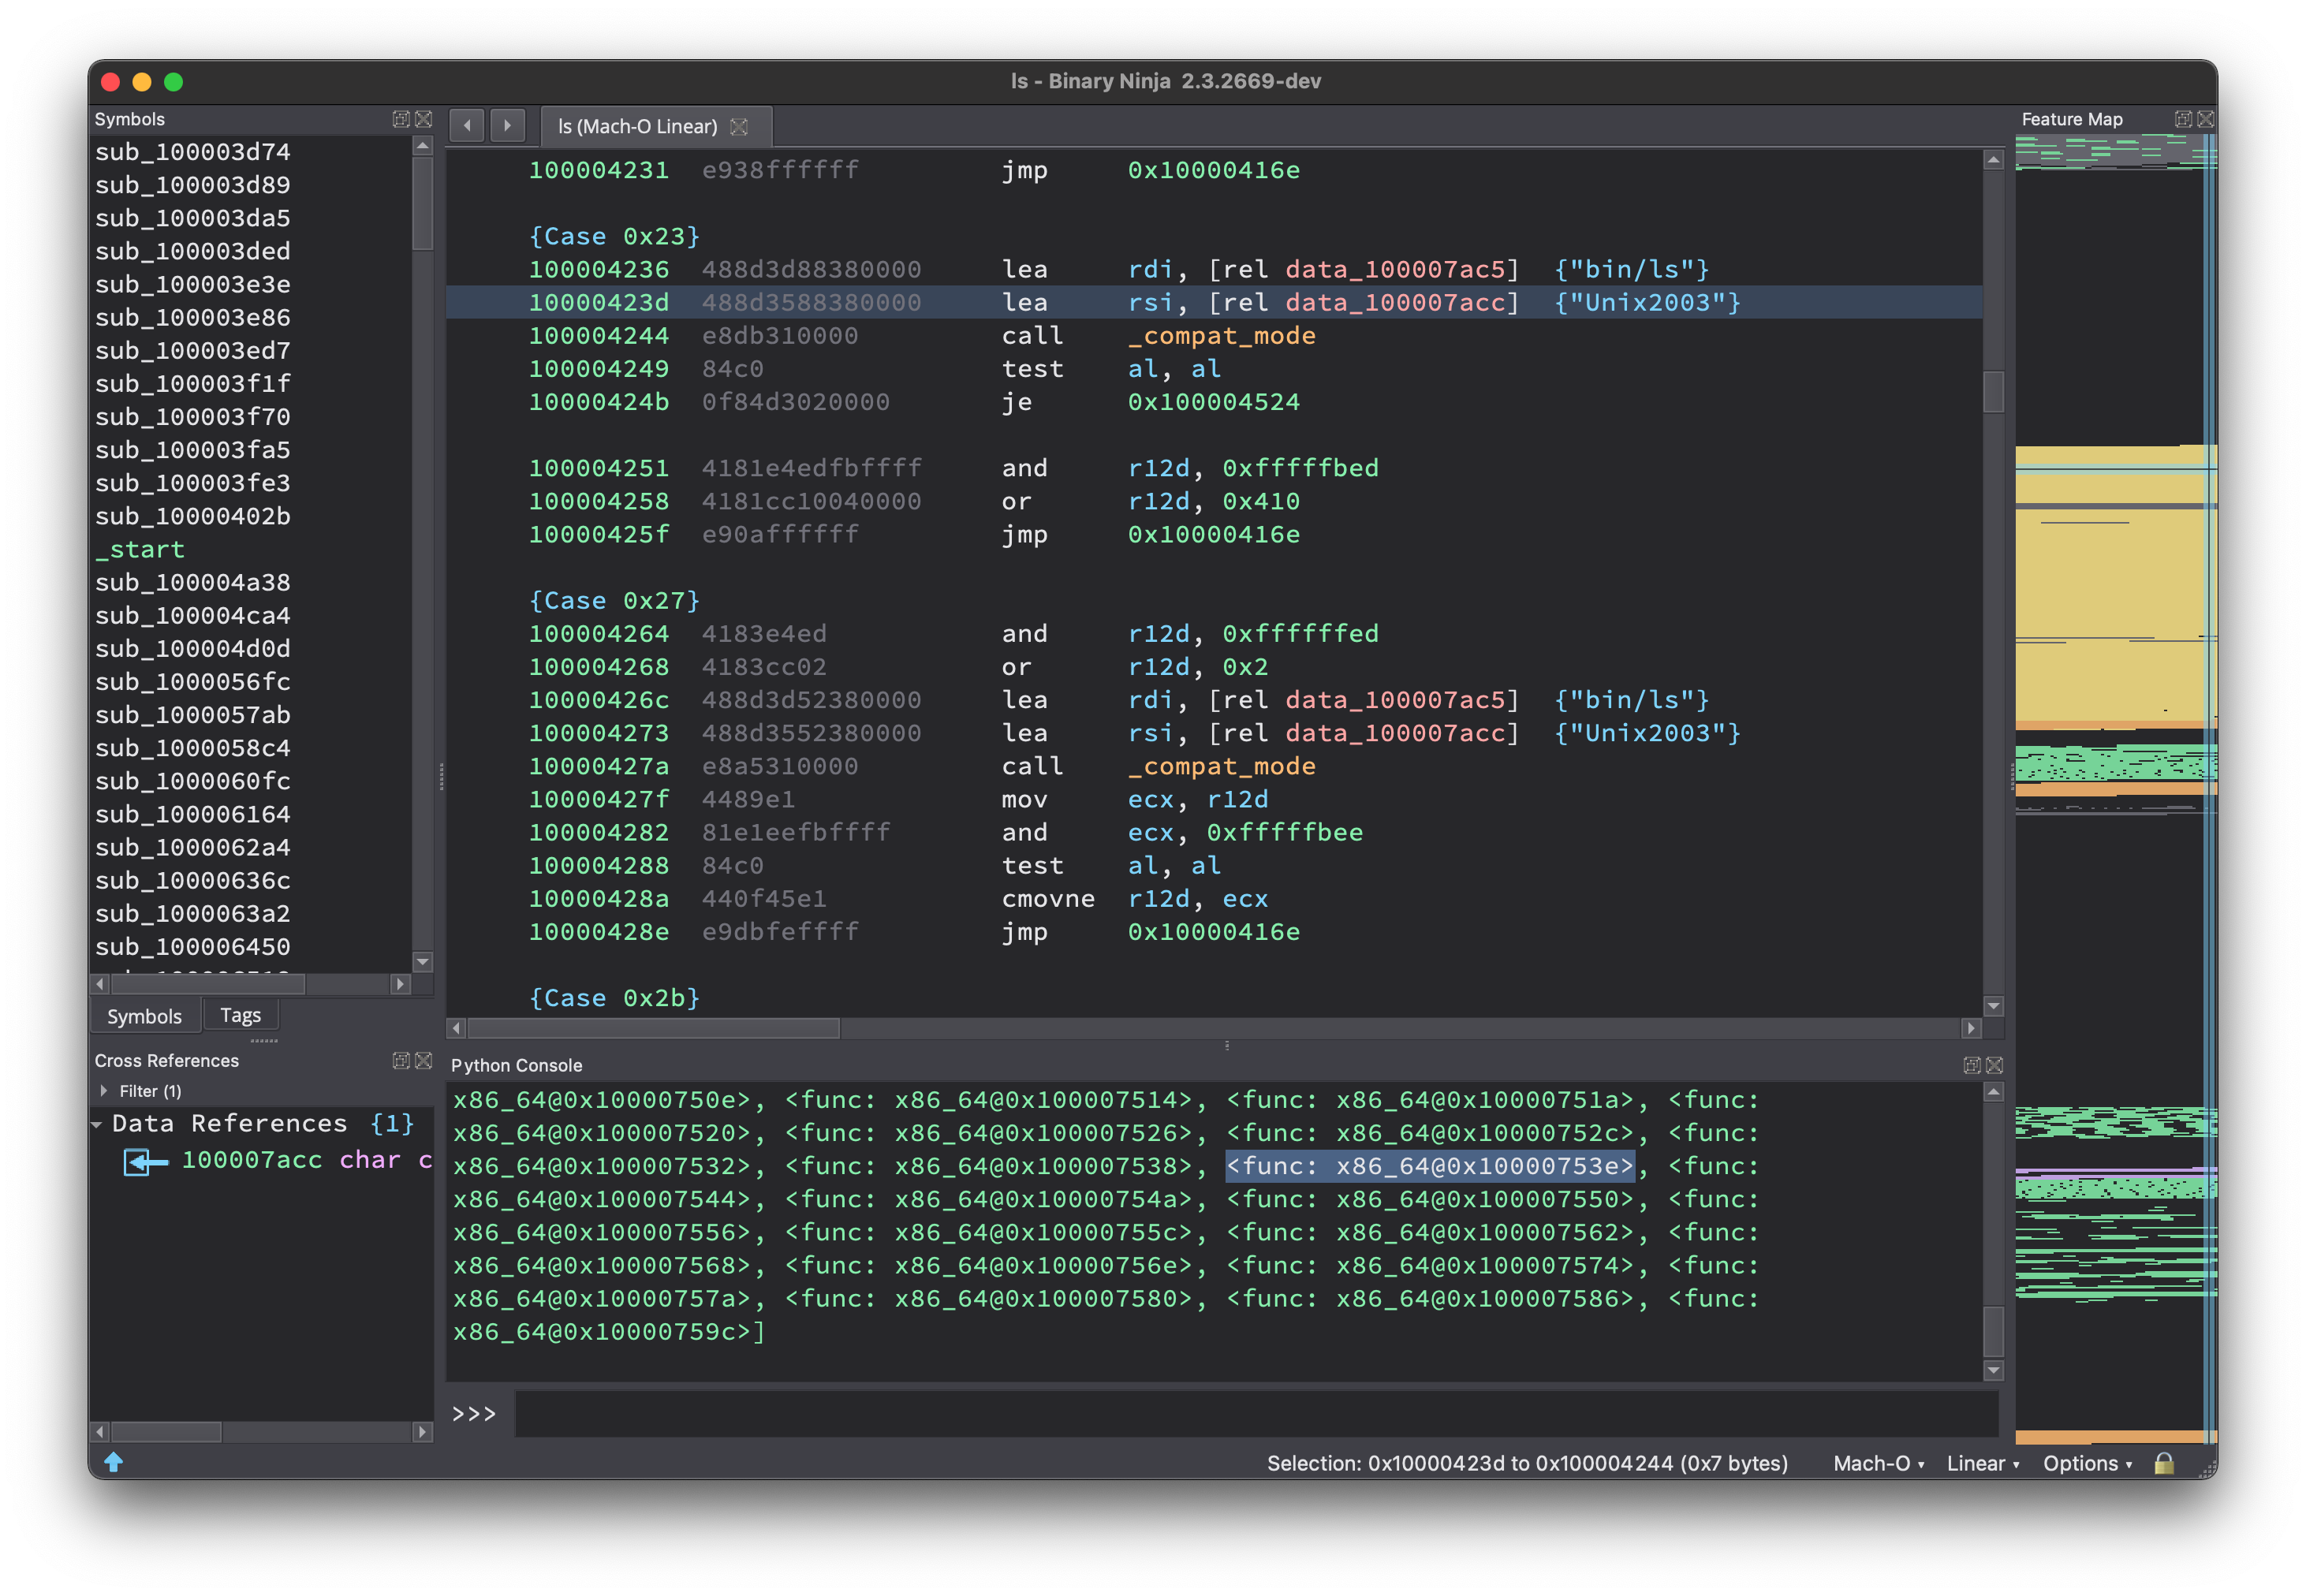 ls - Binary Ninja 2.3.2669-dev
Symbols
sub_100003d74
sub_100003d89
sub_100003da5
sub_100003ded
sub_100003e3e
sub_100003e86
sub_100003ed7
sub_100003f1f
sub_100003f70
sub_100003fa5
sub_100003fe3
sub_10000402b
_start
sub_100004a38
sub_100004ca4
sub_100004d0d
sub_1000056fc
sub_1000057ab
sub_1000058c4
sub_1000060fc
sub_100006164
sub_1000062a4
sub_10000636c
sub_1000063a2
sub_100006450
Symbols Tags
Cross References
Filter (1)
Data References {1}
100007acc char c
ls (Mach-O Linear)
100004231 e938ffffff jmp 0x10000416e
{Case 0x23}
100004236 488d3d88380000 lea rdi, [rel data_100007ac5] {"bin/ls"}
10000423d 488d3588380000 lea rsi, [rel data_100007acc] {"Unix2003"}
100004244 e8db310000 call _compat_mode
100004249 84c0 test al, al
10000424b 0f84d3020000 je 0x100004524
100004251 4181e4edfbffff and r12d, 0xfffffbed
100004258 4181cc10040000 or r12d, 0x410
10000425f e90affffff jmp 0x10000416e
{Case 0x27}
100004264 4183e4ed and r12d, 0xffffffed
100004268 4183cc02 or r12d, 0x2
10000426c 488d3d52380000 lea rdi, [rel data_100007ac5] {"bin/ls"}
100004273 488d3552380000 lea rsi, [rel data_100007acc] {"Unix2003"}
10000427a e8a5310000 call _compat_mode
10000427f 4489e1 mov ecx, r12d
100004282 81e1eefbffff and ecx, 0xfffffbee
100004288 84c0 test al, al
10000428a 440f45e1 cmovne r12d, ecx
10000428e e9dbfeffff jmp 0x10000416e
{Case 0x2b}
Python Console
x86_64@0x10000750e>, <func: x86_64@0x100007514>, <func: x86_64@0x10000751a>, <func:
x86_64@0x100007520>, <func: x86_64@0x100007526>, <func: x86_64@0x10000752c>, <func:
x86_64@0x100007532>, <func: x86_64@0x100007538>, <func: x86_64@0x10000753e>, <func:
x86_64@0x100007544>, <func: x86_64@0x10000754a>, <func: x86_64@0x100007550>, <func:
x86_64@0x100007556>, <func: x86_64@0x10000755c>, <func: x86_64@0x100007562>, <func:
x86_64@0x100007568>, <func: x86_64@0x10000756e>, <func: x86_64@0x100007574>, <func:
x86_64@0x10000757a>, <func: x86_64@0x100007580>, <func: x86_64@0x100007586>, <func:
x86_64@0x10000759c>]
>>>
Feature Map
Selection: 0x10000423d to 0x100004244 (0x7 bytes) Mach-O Linear Options